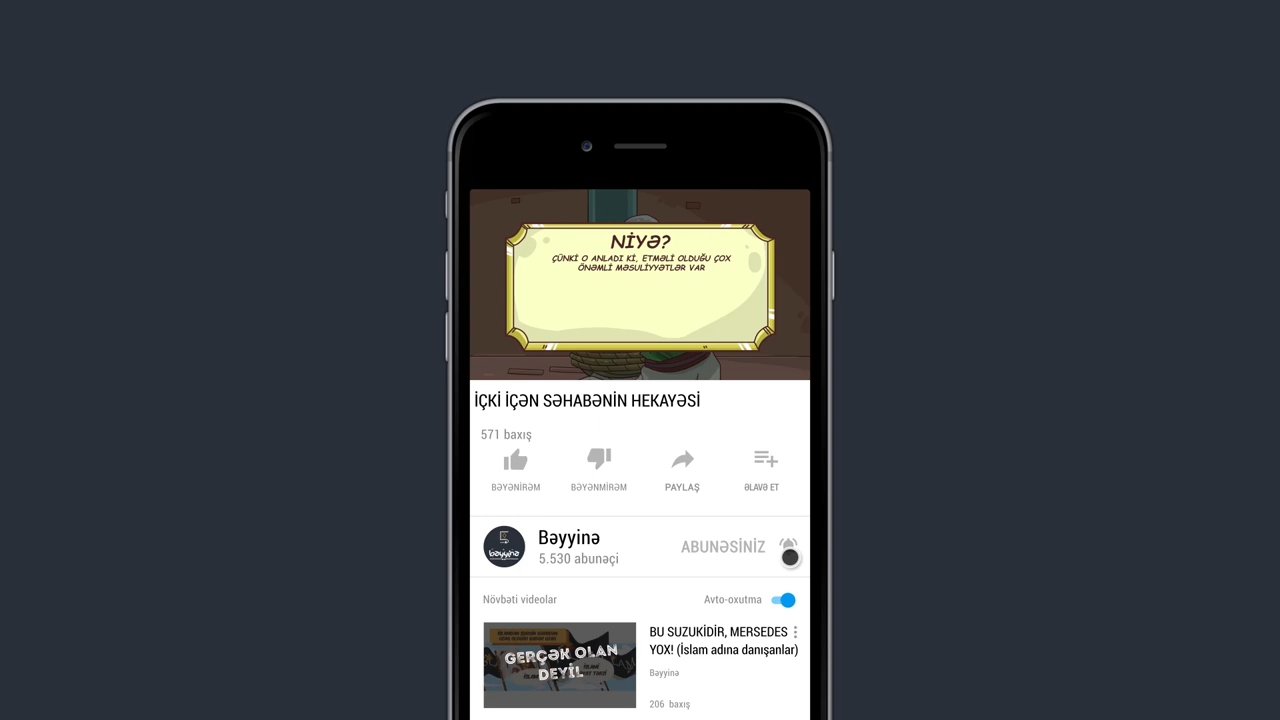 NİYƏ?
ÇÜNKİ O ANLADI Kİ, ETMƏLİ OLDUĞU ÇOX
ÖNƏMLİ MƏSULİYYƏTLƏR VAR
İÇKİ İÇƏN SƏHABƏNİN HEKAYƏSİ
571 baxış
BƏYƏNİRƏM
BƏYƏNMİRƏM
PAYLAŞ
ƏLAVƏ ET
bəyyinə
Bəyyinə
ABUNƏSİNİZ
5.530 abunəçi
Növbəti videolar
Avto-oxutma
GERÇƏK OLAN
DEYİL
BU SUZUKİDİR, MERSEDES
YOX! (İslam adına danışanlar)
Bəyyinə
206 baxış